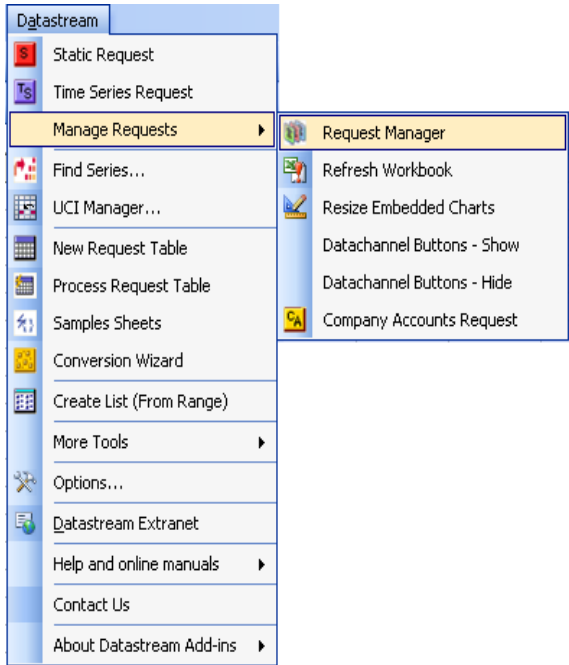 Datastream
S Static Request
TS Time Series Request
Manage Requests
Find Series...
UCI Manager...
New Request Table
Process Request Table
Samples Sheets
Conversion Wizard
Create List (From Range)
More Tools
Options...
Datastream Extranet
Help and online manuals
Contact Us
About Datastream Add-ins
Request Manager
Refresh Workbook
Resize Embedded Charts
Datachannel Buttons - Show
Datachannel Buttons - Hide
CA Company Accounts Request